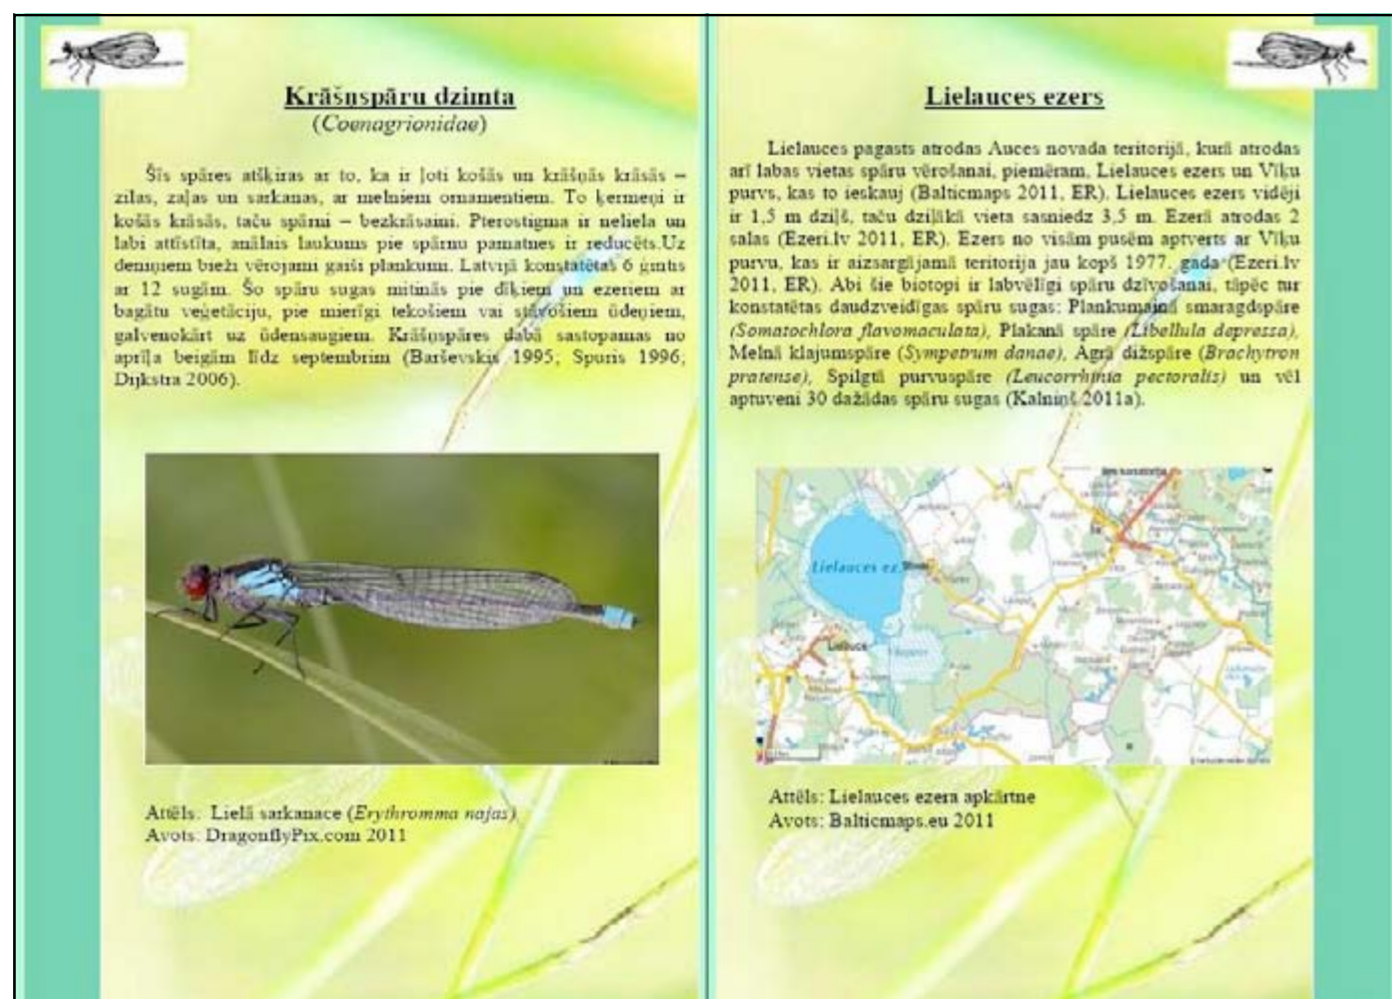 Krāšņspāru dzimta
(Coenagrionidae)
Šīs spāres atšķiras ar to, ka ir ļoti košās un krāšņās krāsās –
zilas, zaļas un sarkanas, ar melniem ornamentiem. To ķermeņi ir
košās krāsās, taču spārni – bezkrāsaini. Pterostigma ir neliela un
labi attīstīta, anālais laukums pie spārnu pamatnes ir reducēts.Uz
deniņiem bieži vērojami gaiši plankumi. Latvijā konstatētas 6 ģintis
ar 12 sugām. Šo spāru sugas mitinās pie dīķiem un ezeriem ar
bagātu veģetāciju, pie mierīgi tekošiem vai stāvošiem ūdeņiem,
galvenokārt uz ūdensaugiem. Krāšņspāres dabā sastopamas no
aprīļa beigām līdz septembrim (Barševskis 1995; Spuris 1996;
Dijkstra 2006).
Attēls: Lielā sarkanace (Erythromma najas)
Avots: DragonflyPix.com 2011
Lielauces ezers
Lielauces pagasts atrodas Auces novada teritorijā, kurā atrodas
arī labas vietas spāru vērošanai, piemēram, Lielauces ezers un Vīķu
purvs, kas to ieskauj (Balticmaps 2011, ER). Lielauces ezers vidēji
ir 1,5 m dziļš, taču dziļākā vieta sasniedz 3,5 m. Ezerā atrodas 2
salas (Ezeri.lv 2011, ER). Ezers no visām pusēm aptverts ar Vīķu
purvu, kas ir aizsargājamā teritorija jau kopš 1977. gada (Ezeri.lv
2011, ER). Abi šie biotopi ir labvēlīgi spāru dzīvošanai, tāpēc tur
konstatētas daudzveidīgas spāru sugas: Plankumainā smaragdspāre
(Somatochlora flavomaculata), Plakanā spāre (Libellula depressa),
Melnā klajumspāre (Sympetrum danae), Agrā dižspāre (Brachytron
pratense), Spilgtā purvuspāre (Leucorrhinia pectoralis) un vēl
aptuveni 30 dažādas spāru sugas (Kalniņš 2011a).
Lielauces ez.
Lielauce
Attēls: Lielauces ezera apkārtne
Avots: Balticmaps.eu 2011